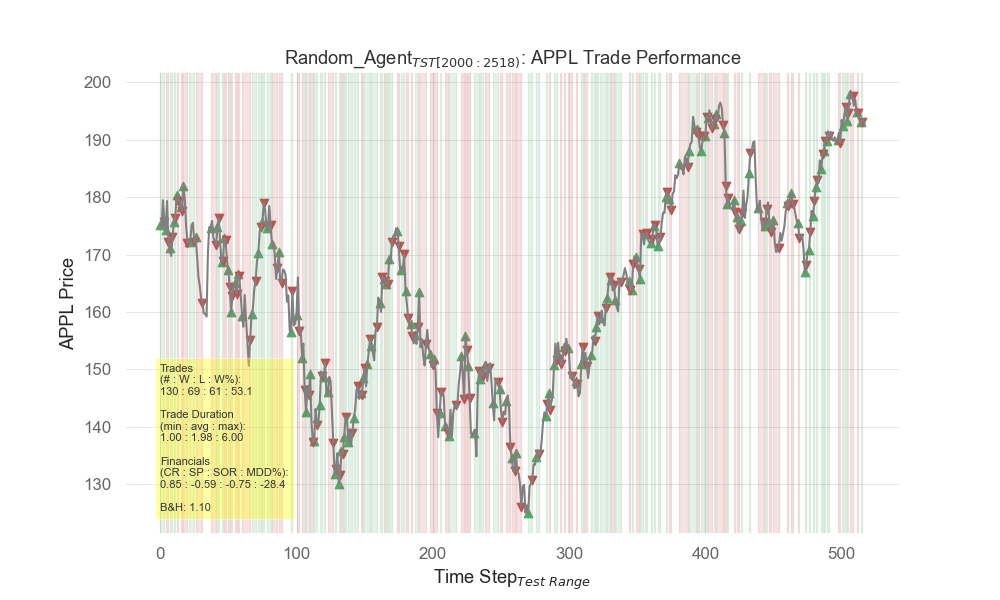 Random_Agent TST[2000 : 2518) : APPL Trade Performance
APPL Price
200
190
180
170
160
150
140
130
Trades
(# : W : L : W%):
130 : 69 : 61 : 53.1
Trade Duration
(min : avg : max):
1.00 : 1.98 : 6.00
Financials
(CR : SP : SOR : MDD%):
0.85 : -0.59 : -0.75 : -28.4
B&H: 1.10
0 100 200 300 400 500
Time Step Test Range